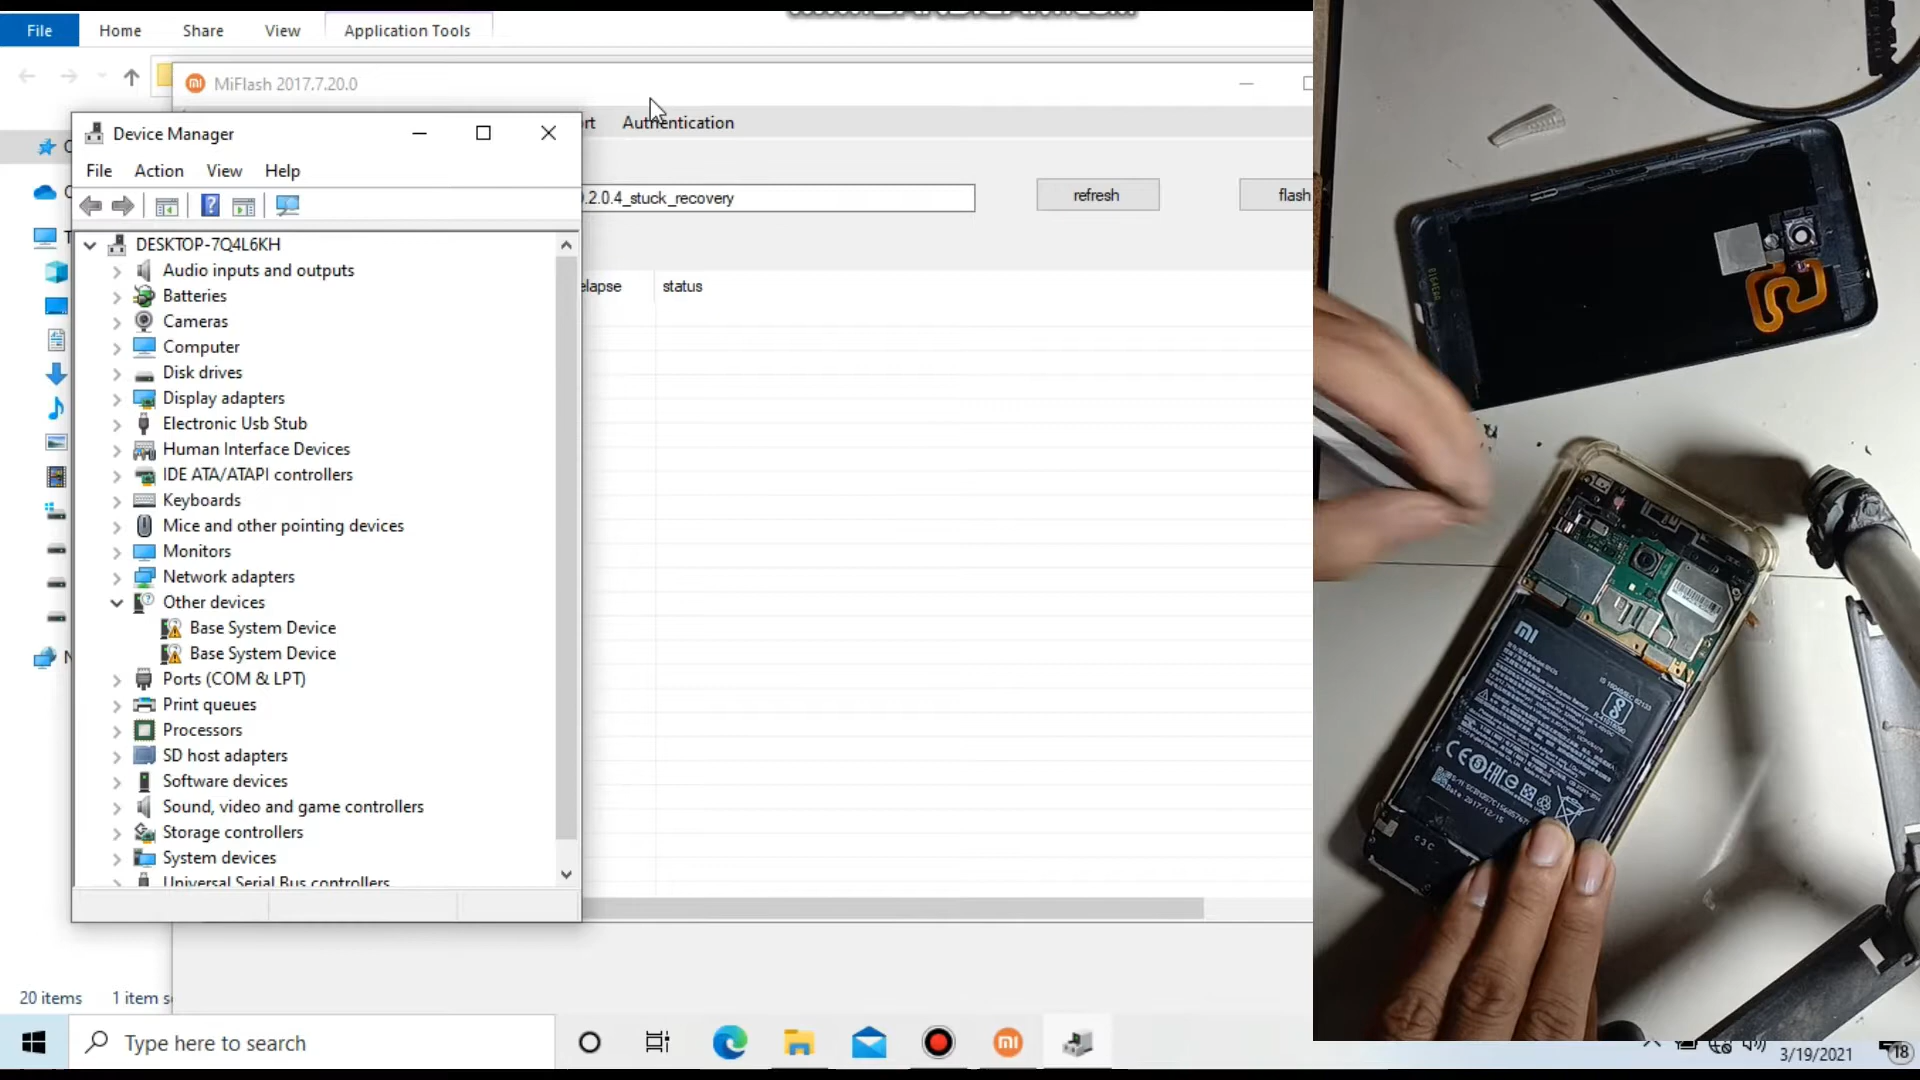 File
Home
Share
View
Application Tools
MiFlash 2017.7.20.0
Authentication
Device Manager
File
Action
View
Help
.2.0.4_stuck_recovery
refresh
flash
elapse
status
DESKTOP-7Q4L6KH
Audio inputs and outputs
Batteries
Cameras
Computer
Disk drives
Display adapters
Electronic Usb Stub
Human Interface Devices
IDE ATA/ATAPI controllers
Keyboards
Mice and other pointing devices
Monitors
Network adapters
Other devices
Base System Device
Base System Device
Ports (COM & LPT)
Print queues
Processors
SD host adapters
Software devices
Sound, video and game controllers
Storage controllers
System devices
Universal Serial Bus controllers
20 items
1 item s
Type here to search
3/19/2021
18
mi
Date 2017/12/15